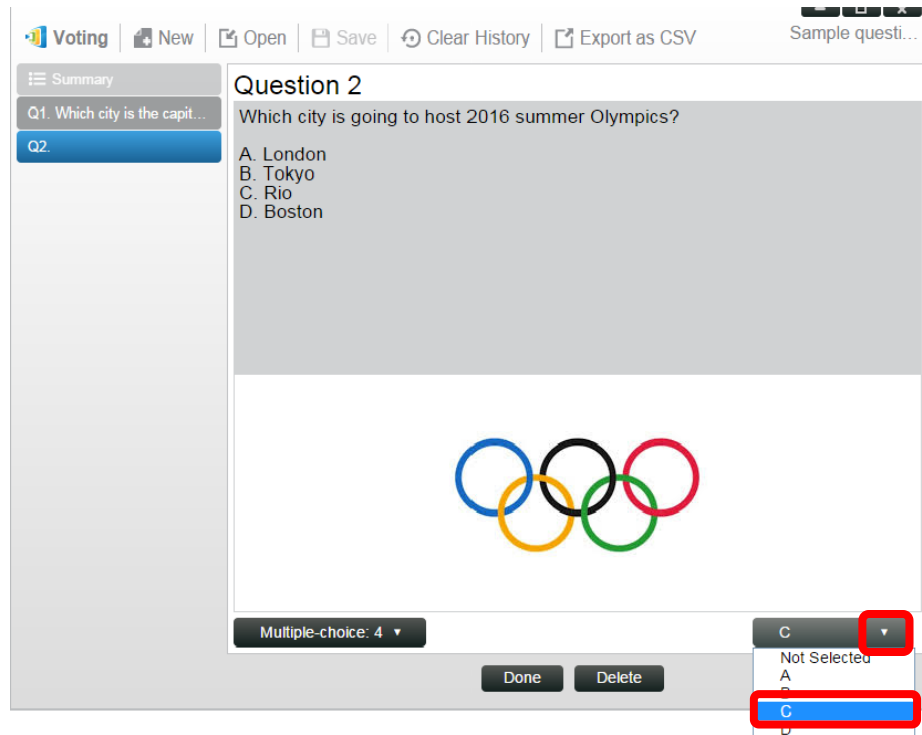 Voting New Open Save Clear History Export as CSV Sample questi...
Summary
Q1. Which city is the capit...
Q2.
Question 2
Which city is going to host 2016 summer Olympics?
A. London
B. Tokyo
C. Rio
D. Boston
Multiple-choice: 4
C
Not Selected
A
B
C
D
Done Delete